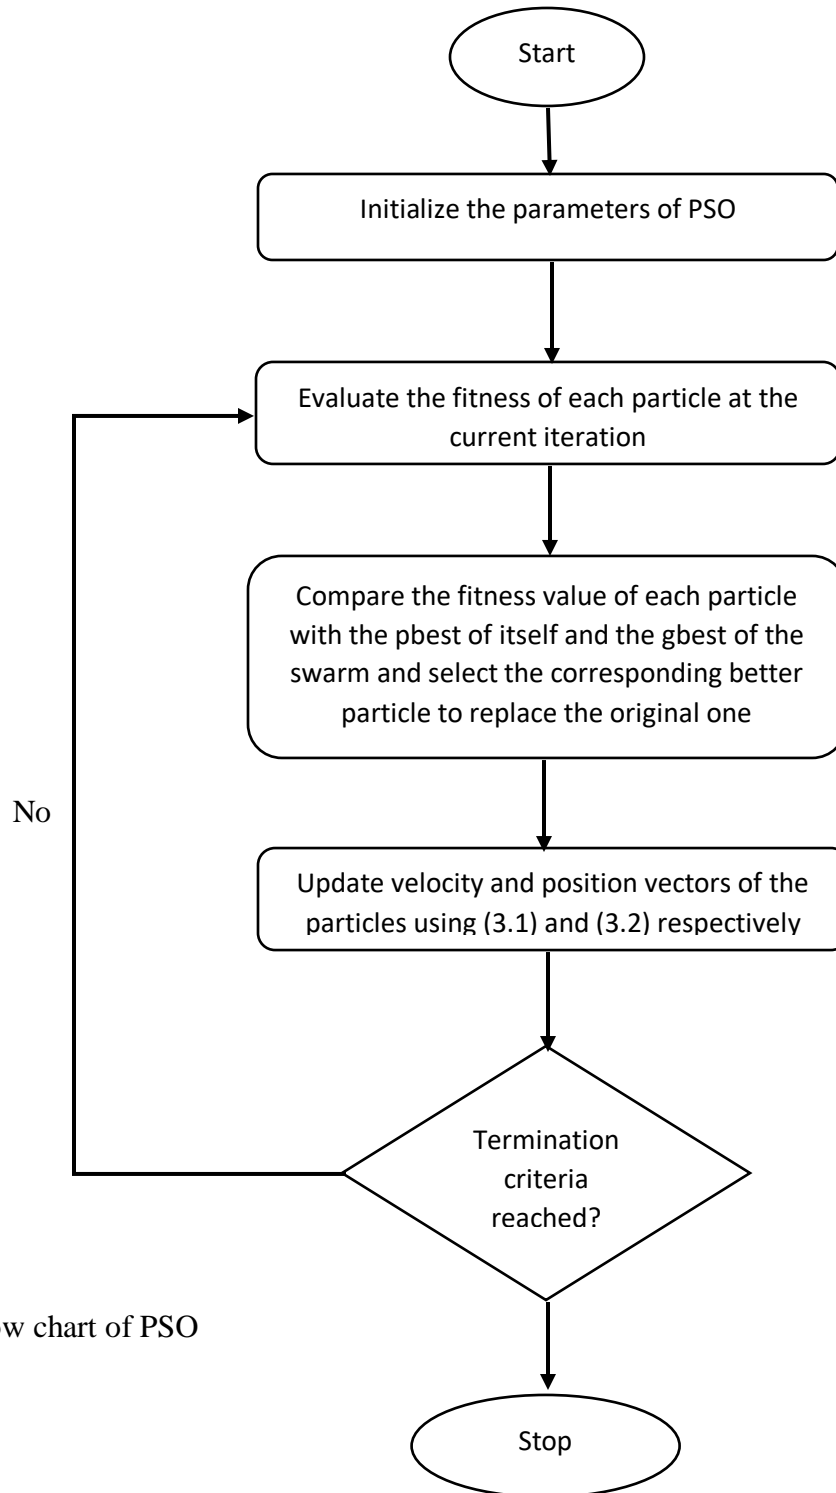 Start
Initialize the parameters of PSO
Evaluate the fitness of each particle at the
current iteration
Compare the fitness value of each particle
with the pbest of itself and the gbest of the
swarm and select the corresponding better
particle to replace the original one
No
Update velocity and position vectors of the
particles using (3.1) and (3.2) respectively
Termination
criteria
reached?
ow chart of PSO
Stop